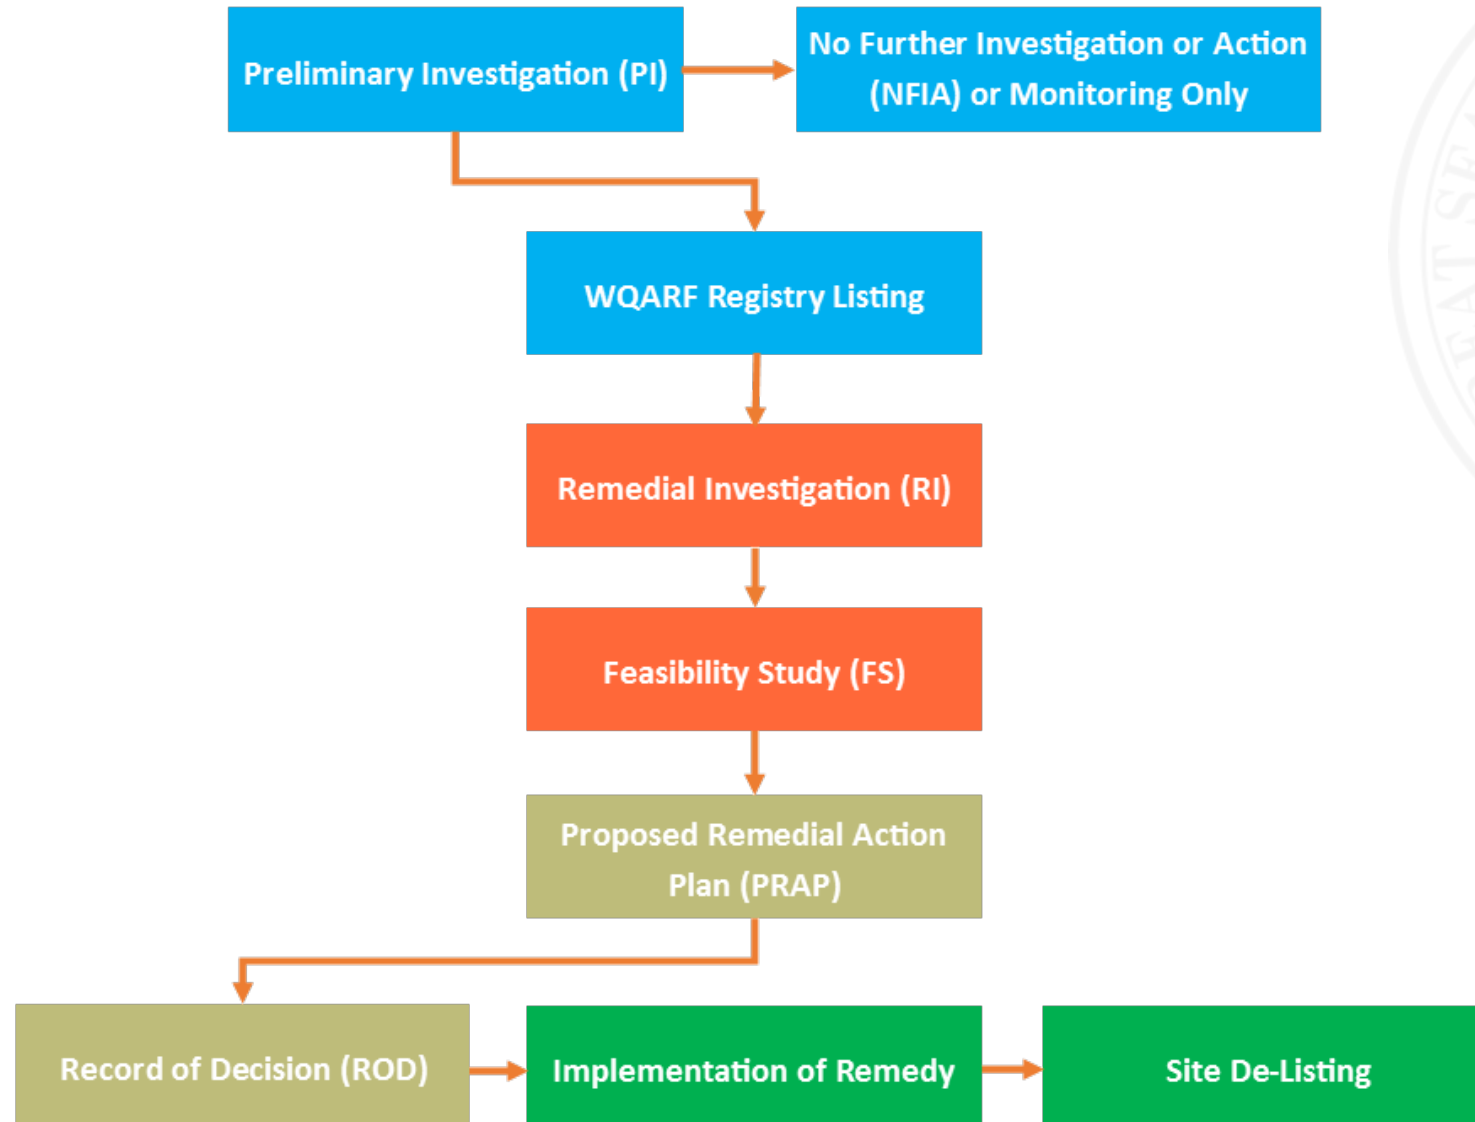 Preliminary Investigation (PI)
No Further Investigation or Action
(NFIA) or Monitoring Only
WQARF Registry Listing
Remedial Investigation (RI)
Feasibility Study (FS)
Proposed Remedial Action
Plan (PRAP)
Record of Decision (ROD)
Implementation of Remedy
Site De-Listing